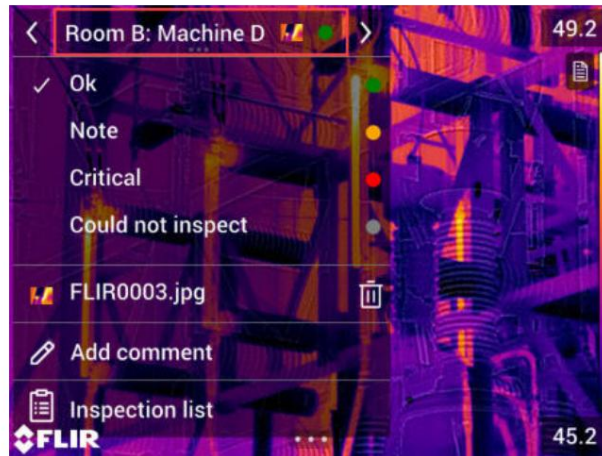 Room B: Machine D
49.2
Ok
Note
Critical
Could not inspect
FLIR0003.jpg
Add comment
Inspection list
FLIR
45.2